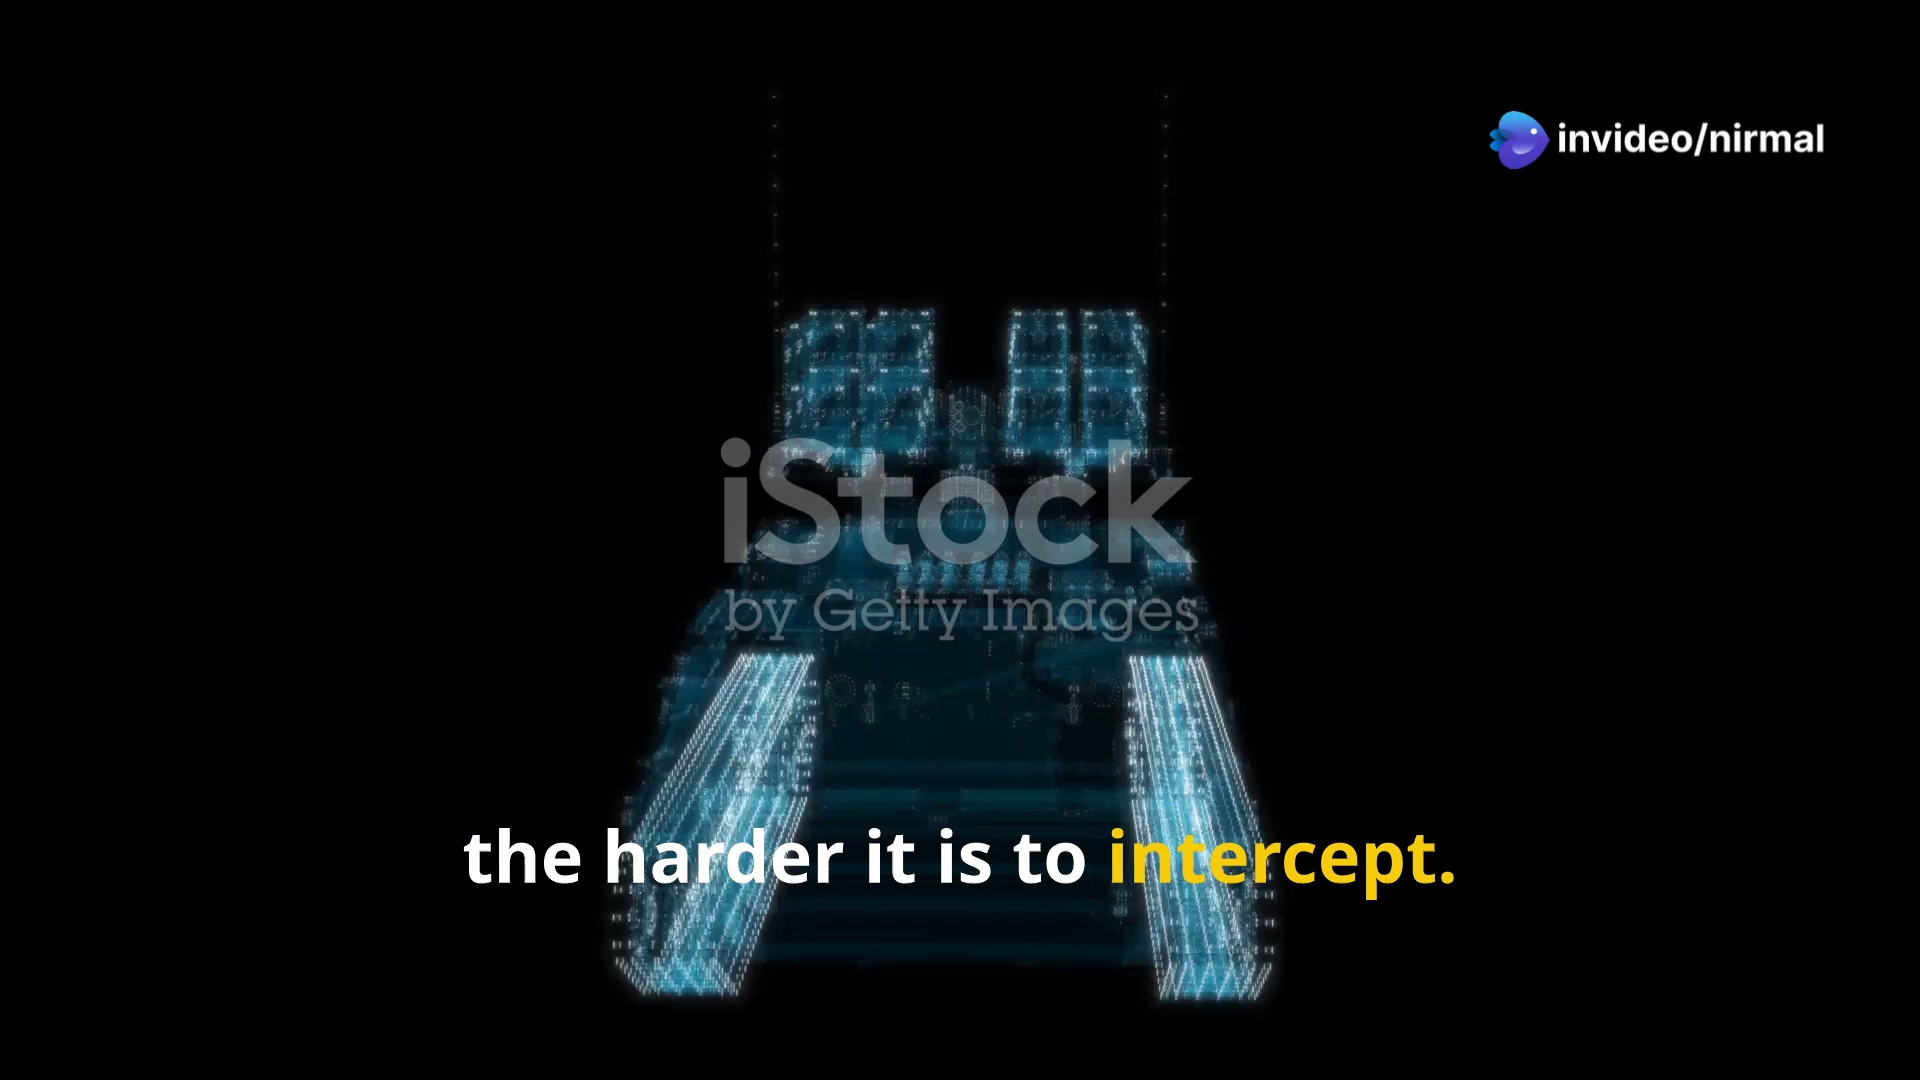 invideo/nirmal
iStock
by Getty Images
the harder it is to intercept.